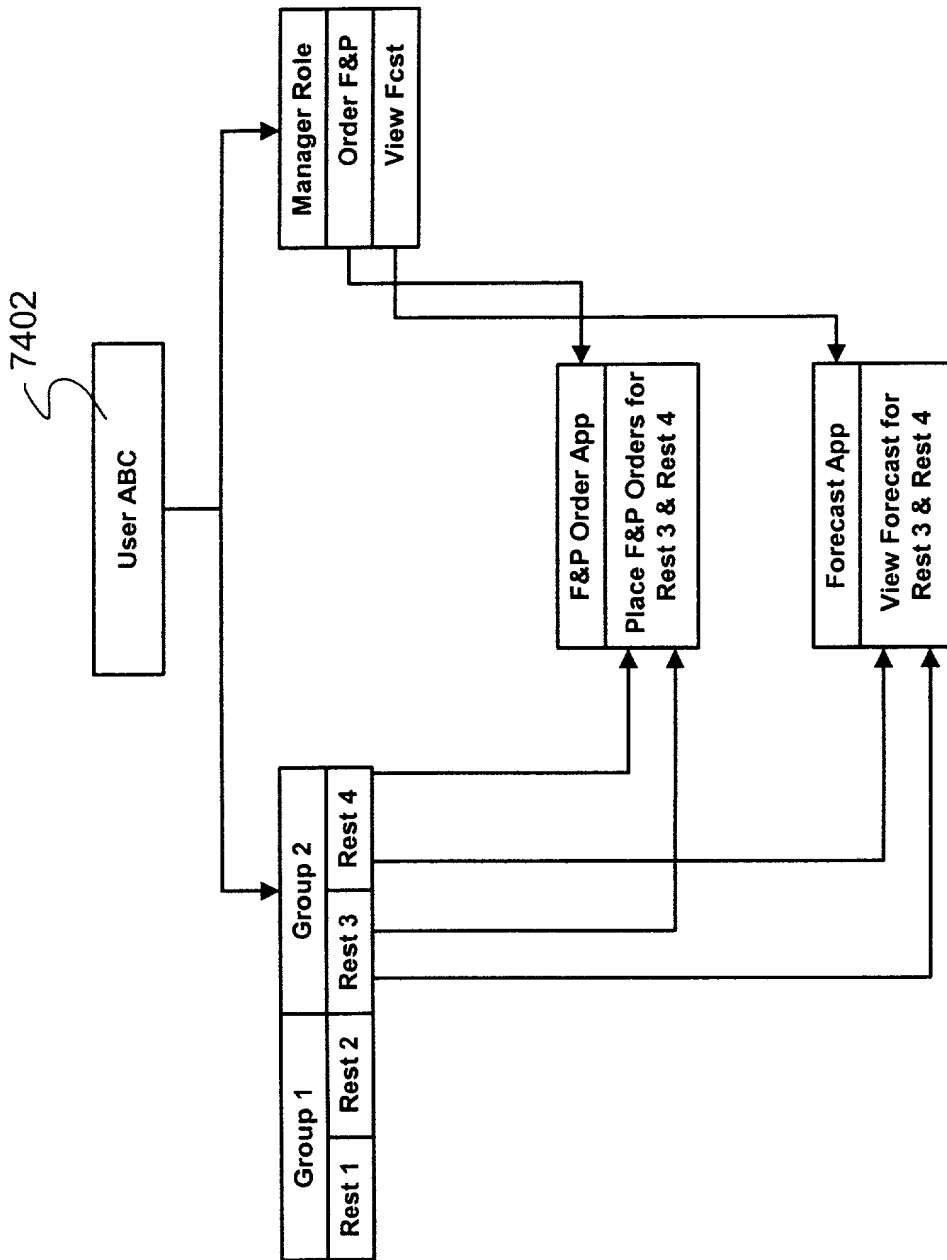 7402
User ABC
Group 1
Group 2
Rest 1
Rest 2
Rest 3
Rest 4
Manager Role
Order F&P
View Fcst
F&P Order App
Place F&P Orders for
Rest 3 & Rest 4
Forecast App
View Forecast for
Rest 3 & Rest 4